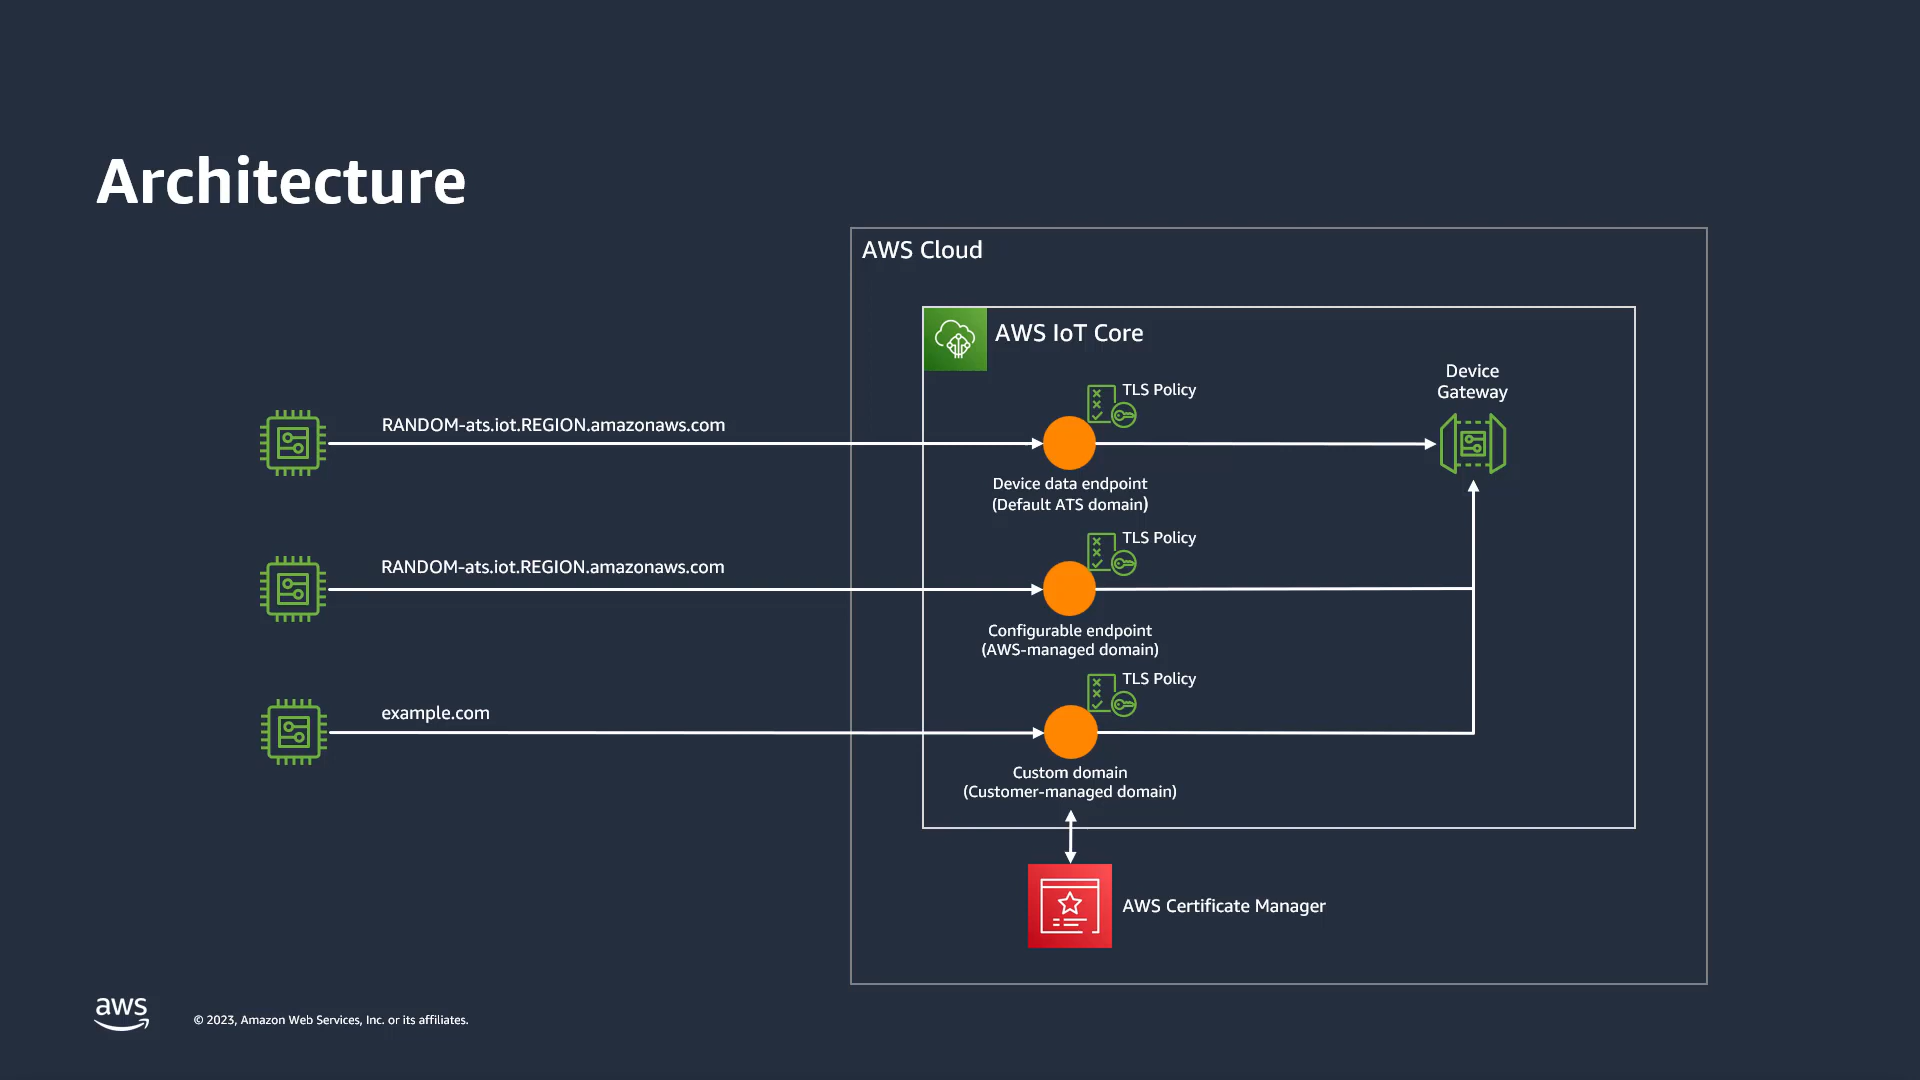 Architecture
AWS Cloud
AWS IoT Core
Device
Gateway
TLS Policy
RANDOM-ats.iot.REGION.amazonaws.com
Device data endpoint
(Default ATS domain)
TLS Policy
RANDOM-ats.iot.REGION.amazonaws.com
Configurable endpoint
(AWS-managed domain)
TLS Policy
example.com
Custom domain
(Customer-managed domain)
AWS Certificate Manager
aws
© 2023, Amazon Web Services, Inc. or its affiliates.